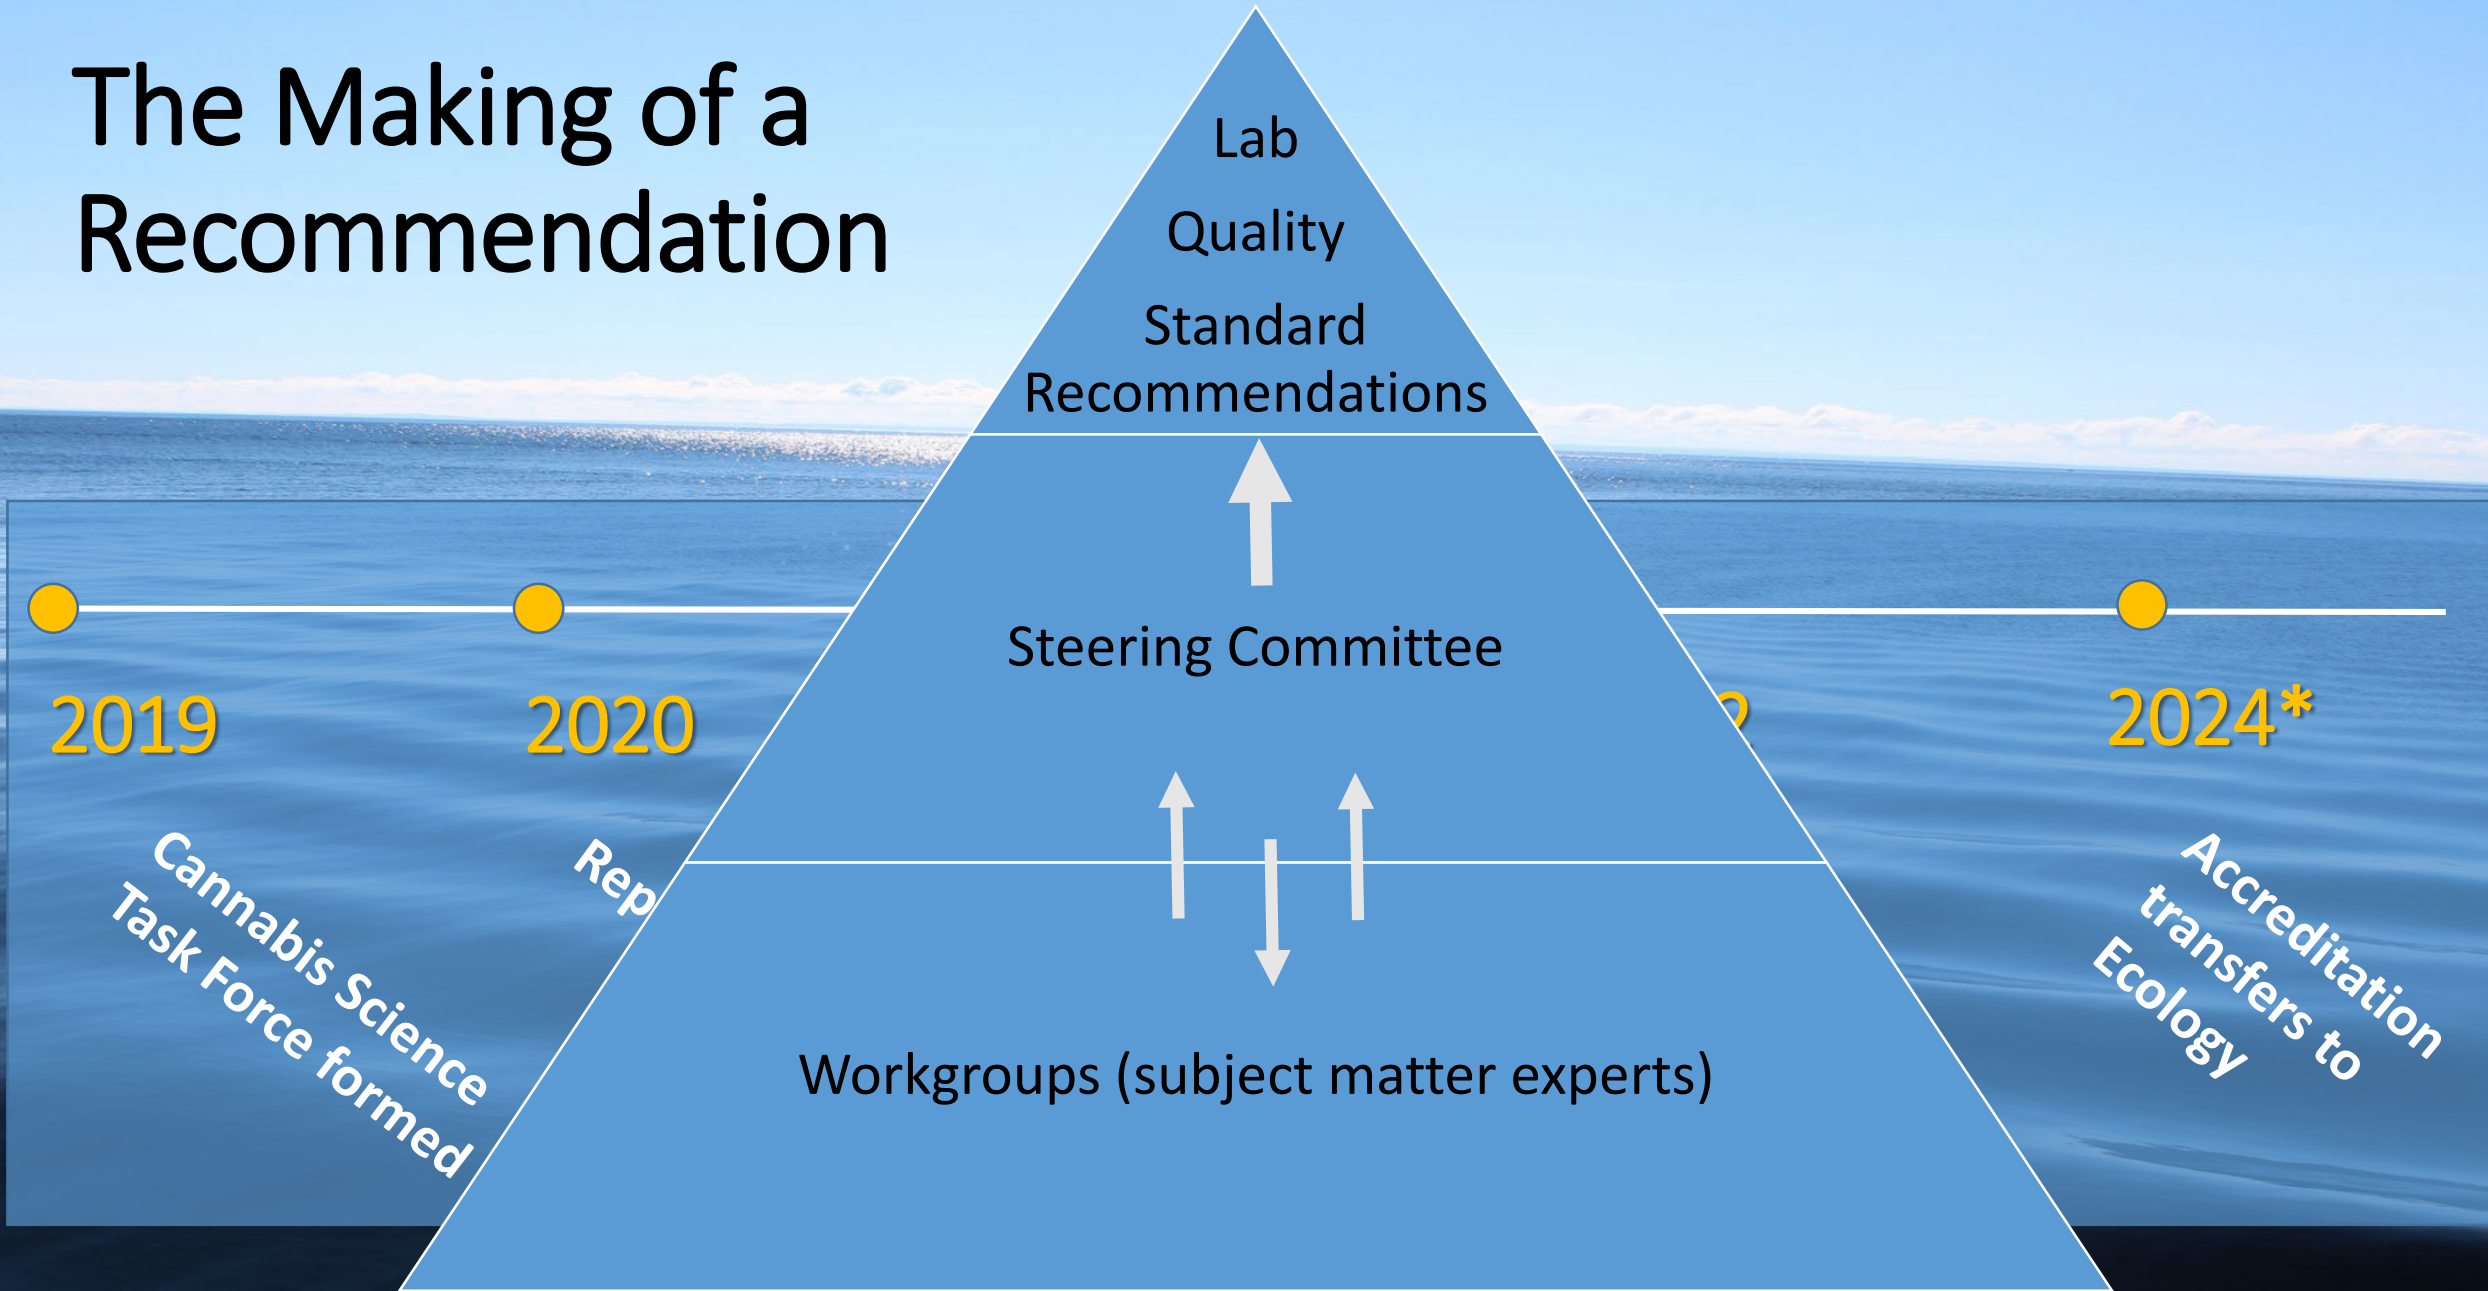 The Making of a
Recommendation
Lab
Quality
Standard
Recommendations
Steering Committee
2019
2020
2024*
Cannabis Science
Task Force formed
Accreditation
transfers to
Ecology
Workgroups (subject matter experts)